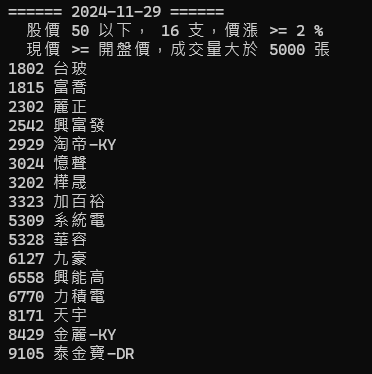 ====== 2024-11-29 ======
股價 50 以下， 16 支，價漲 >= 2 %
現價 >= 開盤價，成交量大於 5000 張
1802 台玻
1815 富喬
2302 麗正
2542 興富發
2929 淘帝-KY
3024 憶聲
3202 樺晟
3323 加百裕
5309 系統電
5328 華容
6127 九豪
6558 興能高
6770 力積電
8171 天宇
8429 金麗-KY
9105 泰金寶-DR